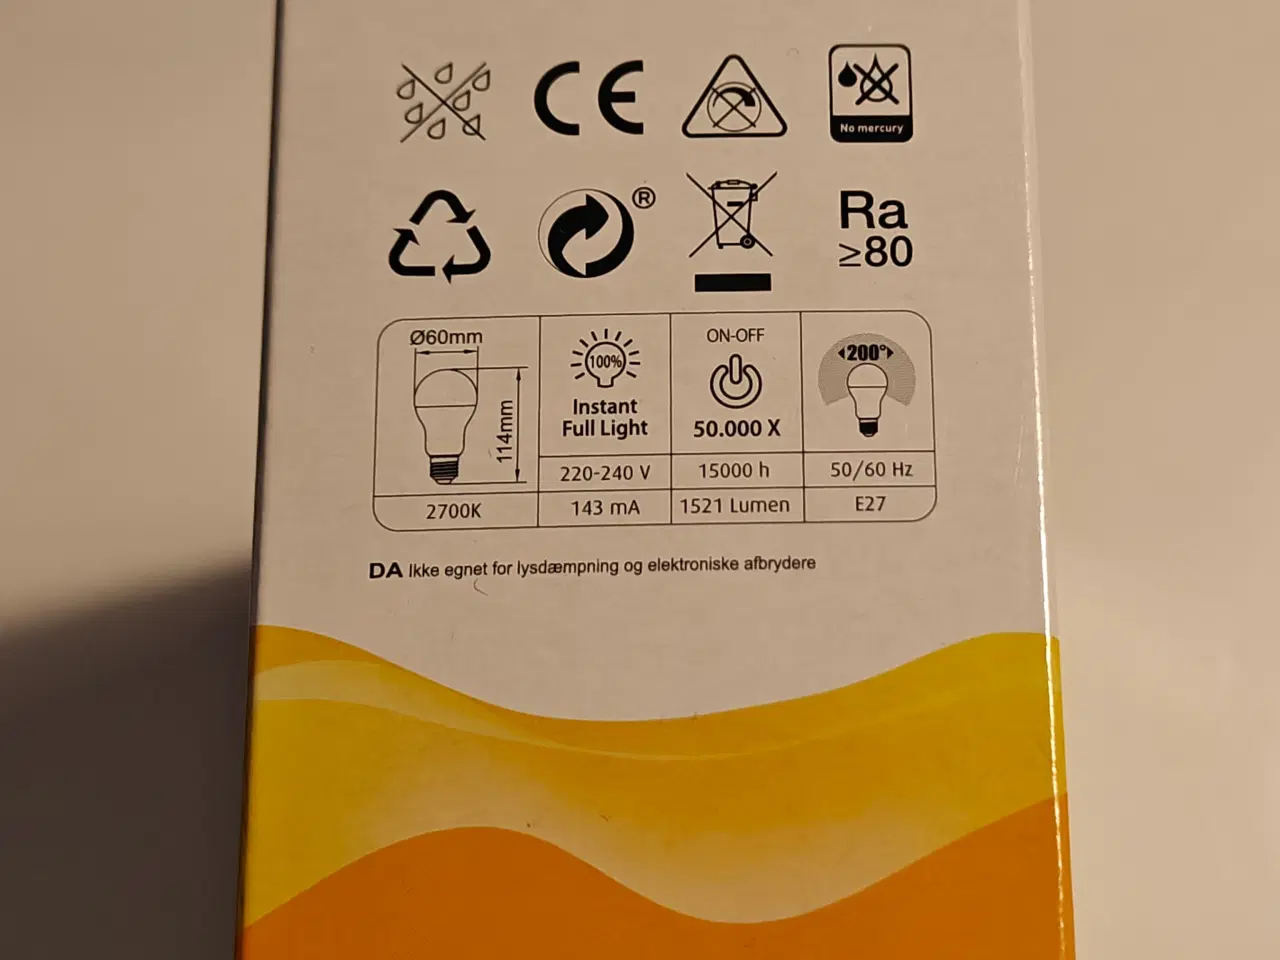 CE
No mercury
®
Ra
≥80
Ø60mm
114mm
100%
Instant
Full Light
ON-OFF
50.000 X
200°
220-240 V
15000 h
50/60 Hz
2700K
143 mA
1521 Lumen
E27
DA Ikke egnet for lysdæmpning og elektroniske afbrydere